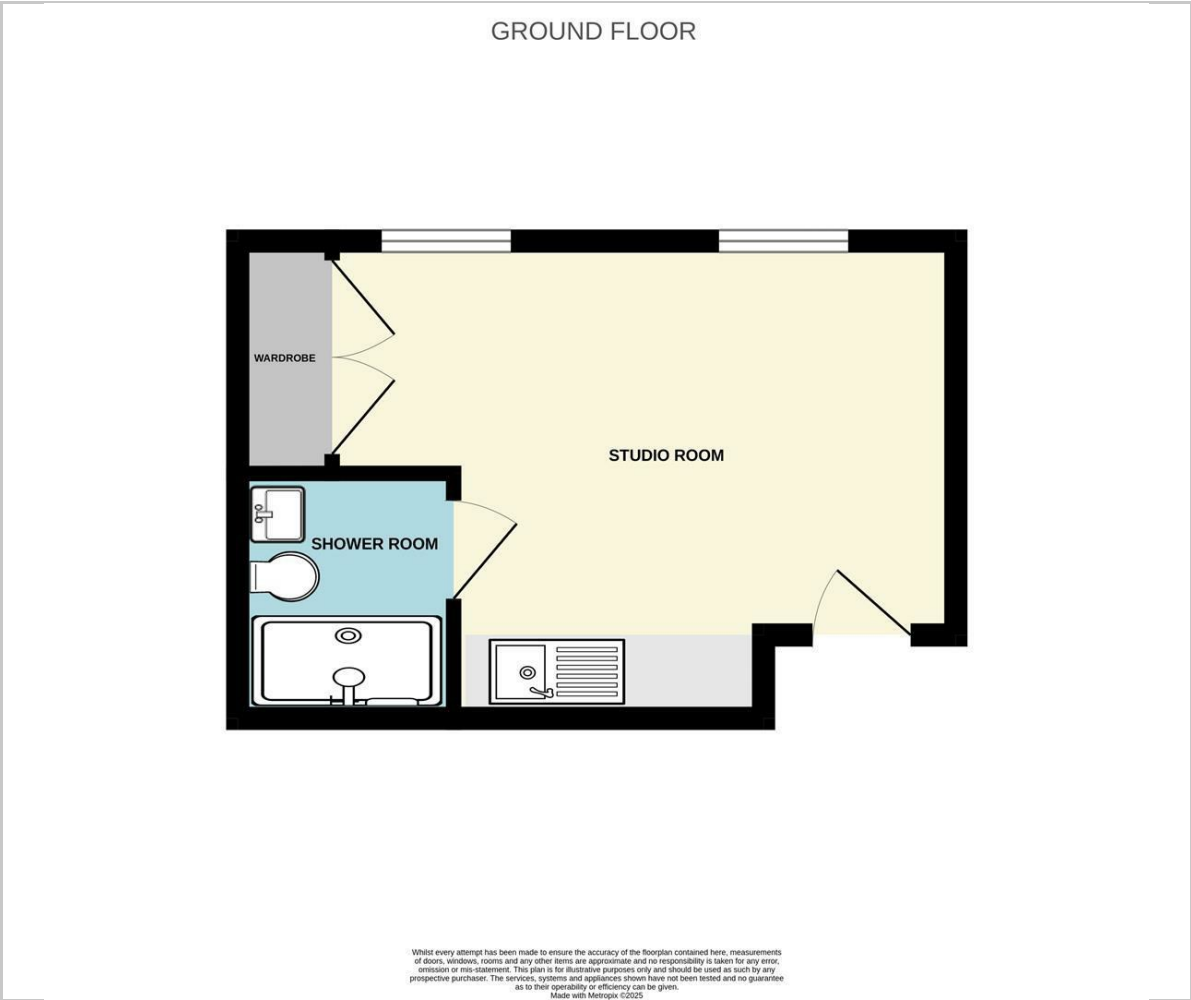 GROUND FLOOR
WARDROBE
STUDIO ROOM
SHOWER ROOM
Whilst every attempt has been made to ensure the accuracy of the floorplan contained here, measurements
of doors, windows, rooms and any other items are approximate and no responsibility is taken for any error,
omission or mis-statement. This plan is for illustrative purposes only and should be used as such by any
prospective purchaser. The services, systems and appliances shown have not been tested and no guarantee
as to their operability or efficiency can be given.
Made with Metropix ©2025